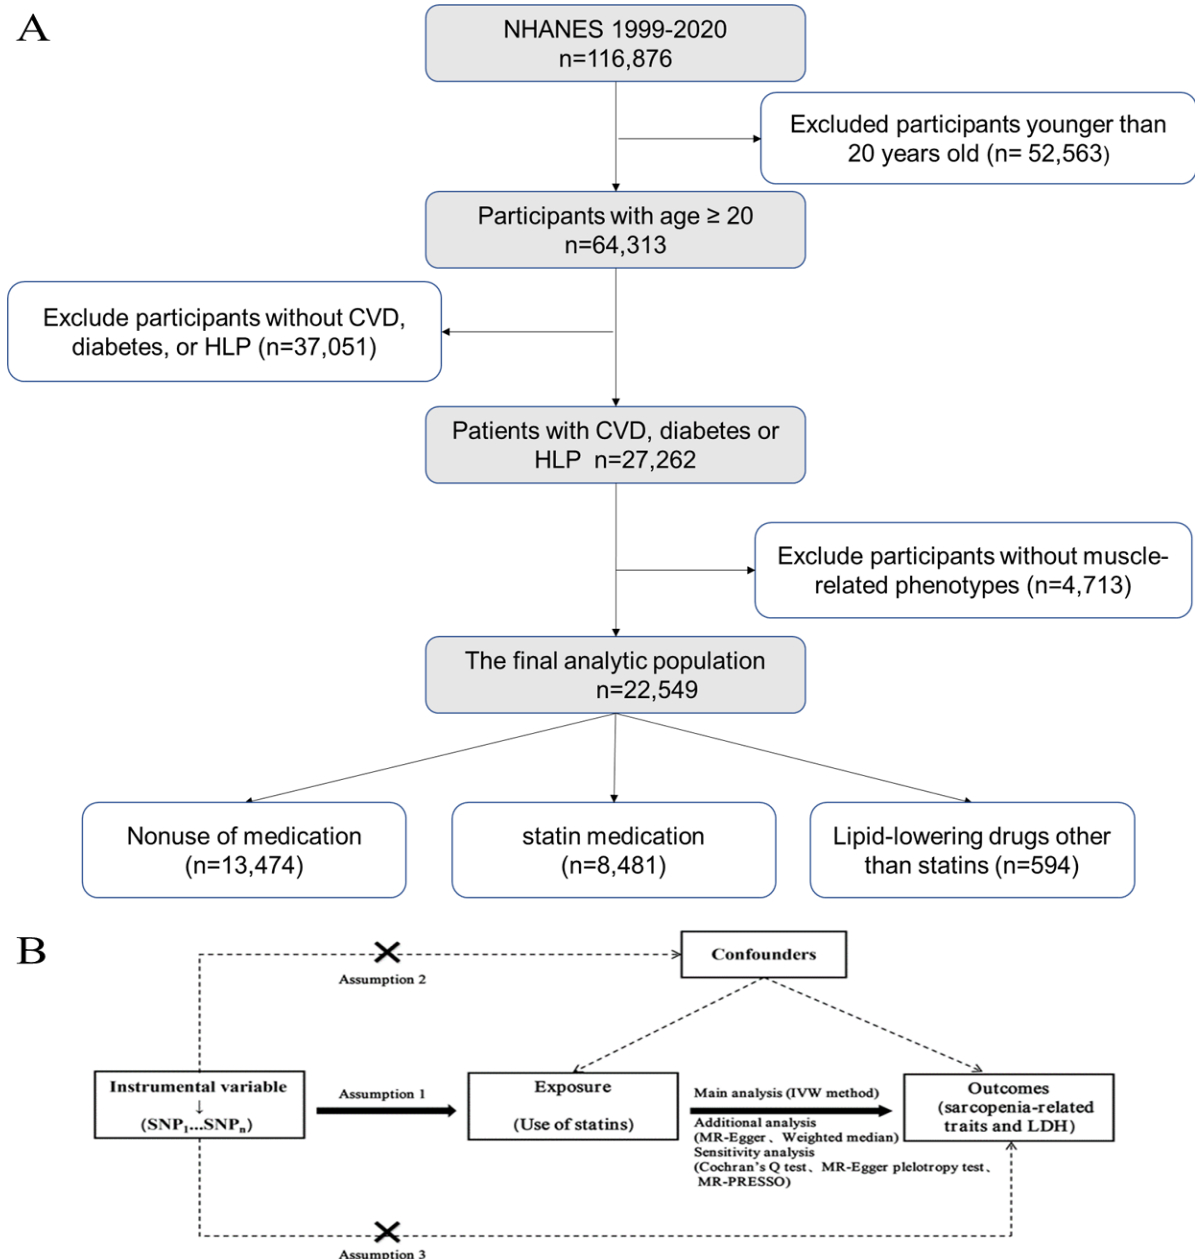 A
NHANES 1999-2020
n=116,876
Excluded participants younger than
20 years old (n= 52,563)
Participants with age ≥ 20
n=64,313
Exclude participants without CVD,
diabetes, or HLP (n=37,051)
Patients with CVD, diabetes or
HLP n=27,262
Exclude participants without muscle-
related phenotypes (n=4,713)
The final analytic population
n=22,549
Nonuse of medication
(n=13,474)
statin medication
(n=8,481)
Lipid-lowering drugs other
than statins (n=594)
B
Confounders
Assumption 2
Instrumental variable
↓
(SNP₁...SNPₙ)
Assumption 1
Exposure
(Use of statins)
Main analysis (IVW method)
Additional analysis
(MR-Egger、Weighted median)
Sensitivity analysis
(Cochran's Q test、MR-Egger plelotropy test、
MR-PRESSO)
Outcomes
(sarcopenia-related
traits and LDH)
Assumption 3